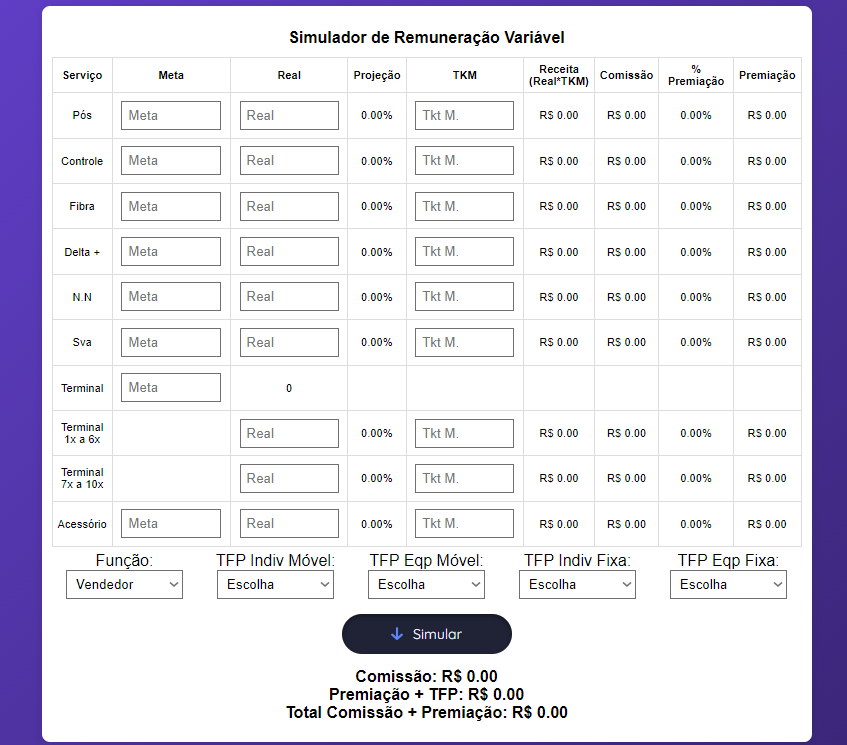 Simulador de Remuneração Variável
Serviço Meta Real Projeção TKM Receita (Real*TKM) Comissão % Premiação Premiação
Pós Meta Real 0.00% Tkt M. R$ 0.00 R$ 0.00 0.00% R$ 0.00
Controle Meta Real 0.00% Tkt M. R$ 0.00 R$ 0.00 0.00% R$ 0.00
Fibra Meta Real 0.00% Tkt M. R$ 0.00 R$ 0.00 0.00% R$ 0.00
Delta + Meta Real 0.00% Tkt M. R$ 0.00 R$ 0.00 0.00% R$ 0.00
N.N Meta Real 0.00% Tkt M. R$ 0.00 R$ 0.00 0.00% R$ 0.00
Sva Meta Real 0.00% Tkt M. R$ 0.00 R$ 0.00 0.00% R$ 0.00
Terminal Meta 0
Terminal 1x a 6x Real 0.00% Tkt M. R$ 0.00 R$ 0.00 0.00% R$ 0.00
Terminal 7x a 10x Real 0.00% Tkt M. R$ 0.00 R$ 0.00 0.00% R$ 0.00
Acessório Meta Real 0.00% Tkt M. R$ 0.00 R$ 0.00 0.00% R$ 0.00
Função: TFP Indiv Móvel: TFP Eqp Móvel: TFP Indiv Fixa: TFP Eqp Fixa:
Vendedor Escolha Escolha Escolha Escolha
Simular
Comissão: R$ 0.00
Premiação + TFP: R$ 0.00
Total Comissão + Premiação: R$ 0.00